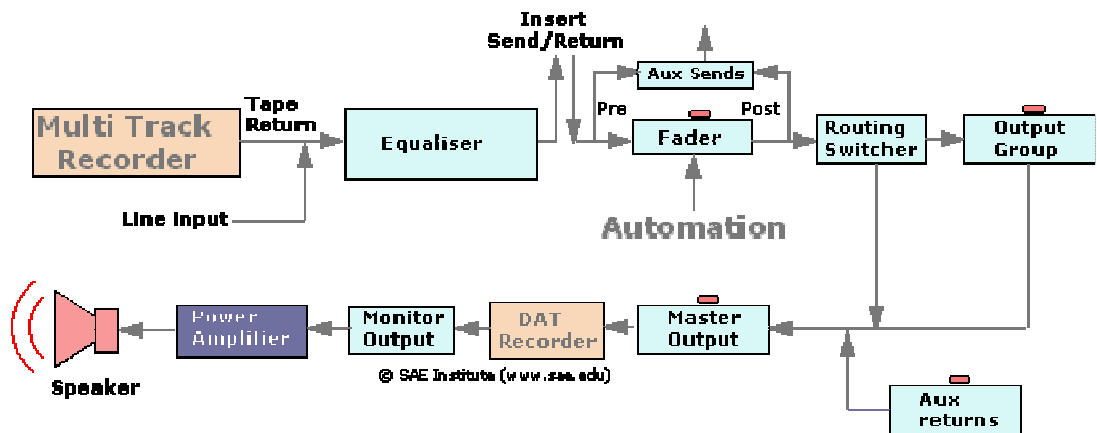 Insert
Send/Return
Aux Sends
Tape
Return
Pre
Post
Multi Track
Recorder
Equaliser
Fader
Routing
Switcher
Output
Group
Line Input
Automation
Power
Amplifier
Monitor
Output
DAT
Recorder
Master
Output
Speaker
© SAE Institute (www.sae.edu)
Aux
returns